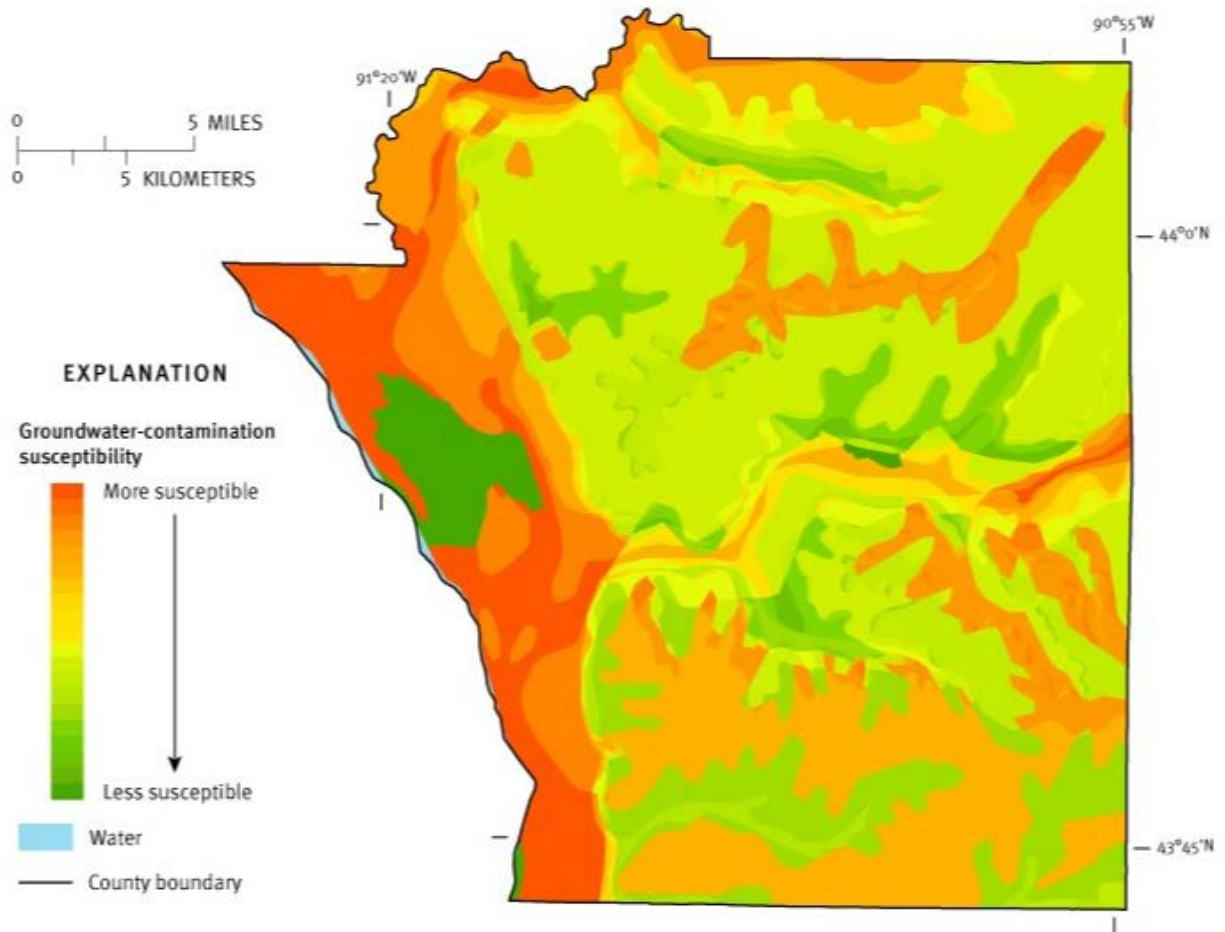 90°55'W
91°20'W
0 5 MILES
0 5 KILOMETERS
44°0'N
EXPLANATION
Groundwater-contamination
susceptibility
More susceptible
Less susceptible
Water
County boundary
43°45'N